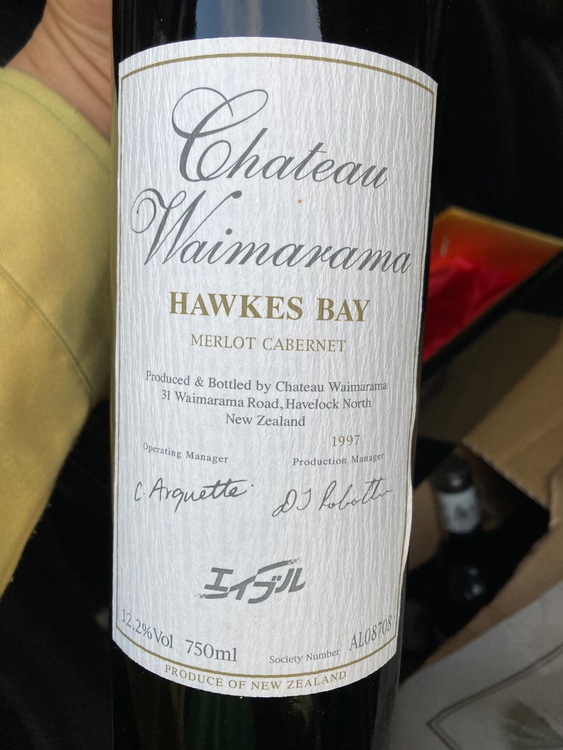 Chateau
Waimarama
HAWKES BAY
MERLOT CABERNET
Produced & Bottled by Chateau Waimarama
31 Waimarama Road, Havelock North
New Zealand
1997
Operating Manager Production Manager
C. Arquette DJ
エイブル
12.2%Vol 750ml Society Number AL08708
PRODUCE OF NEW ZEALAND